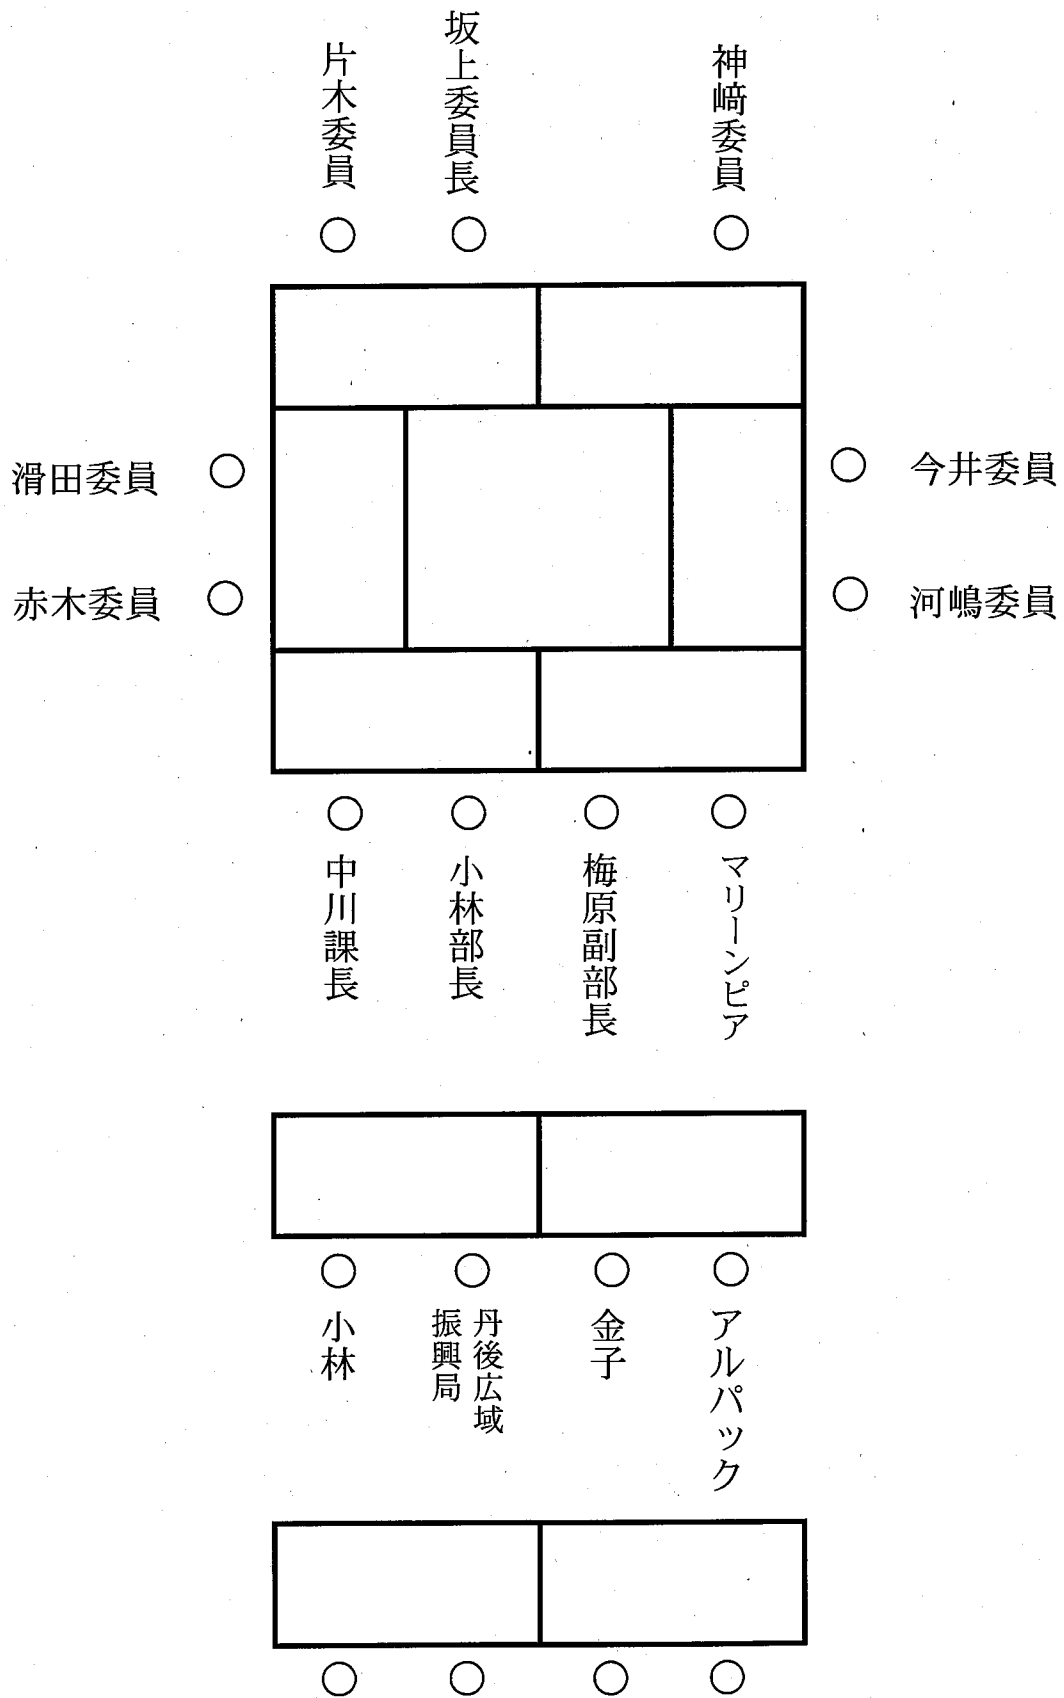 片木委員
坂上委員長
神﨑委員
滑田委員
今井委員
赤木委員
河嶋委員
中川課長
小林部長
梅原副部長
マリーンピア
小林
丹後広域
振興局
金子
アルパック